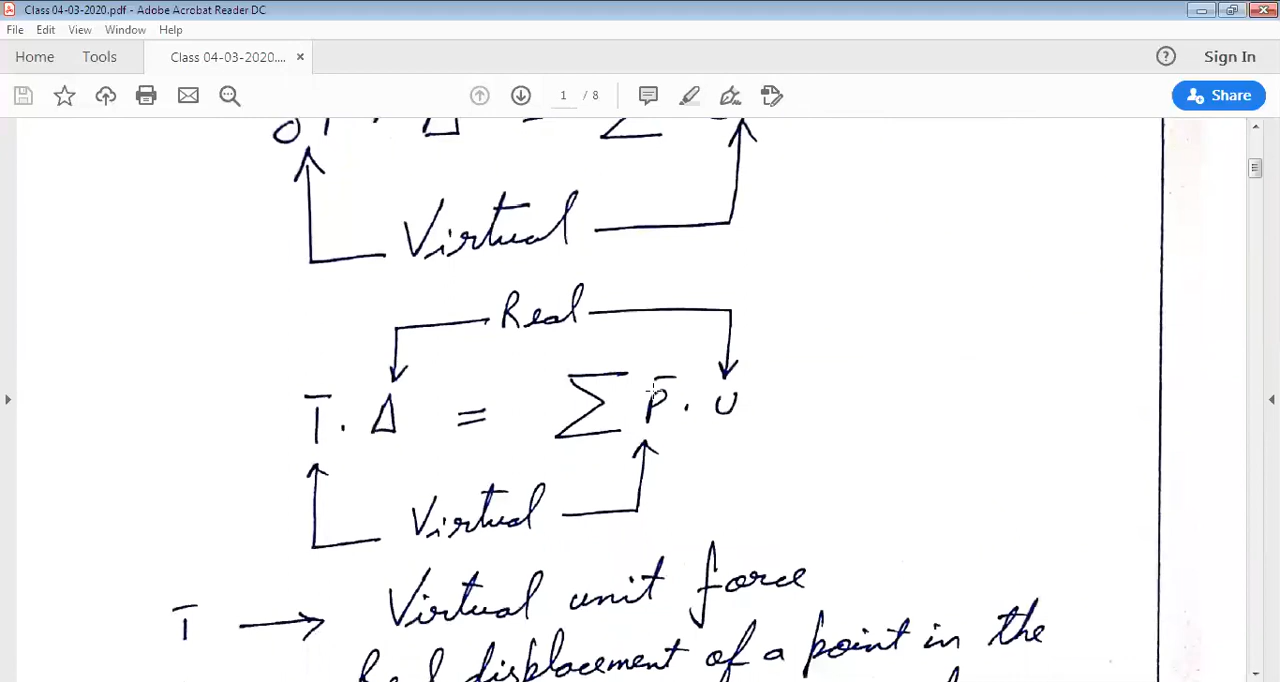 Class 04-03-2020.pdf - Adobe Acrobat Reader DC
File Edit View Window Help
Home Tools Class 04-03-2020.... × ? Sign In
1 / 8 Share
Virtual
Real
1̅ . Δ = Σ p̅ . u
Virtual
1̅ → Virtual unit force
Real displacement of a point in the